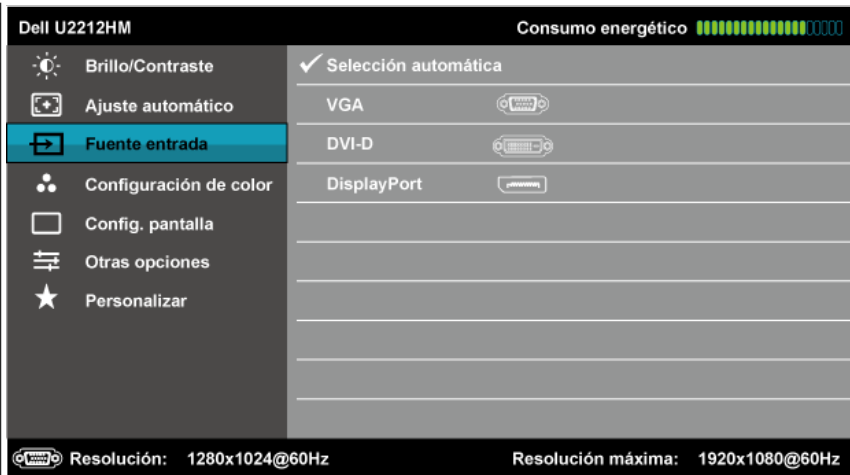 Dell U2212HM
Consumo energético
Brillo/Contraste
Ajuste automático
Fuente entrada
Configuración de color
Config. pantalla
Otras opciones
Personalizar
Selección automática
VGA
DVI-D
DisplayPort
Resolución: 1280x1024@60Hz
Resolución máxima: 1920x1080@60Hz